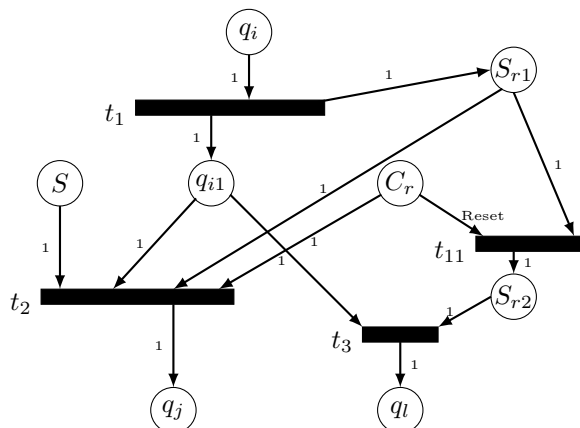 q_i
S_{r1}
1
1
t_1
1
S
q_{i1}
1
C_r
1
Reset
1
1
1
1
t_{11}
1
t_2
S_{r2}
1
t_3
1
1
q_j
q_l